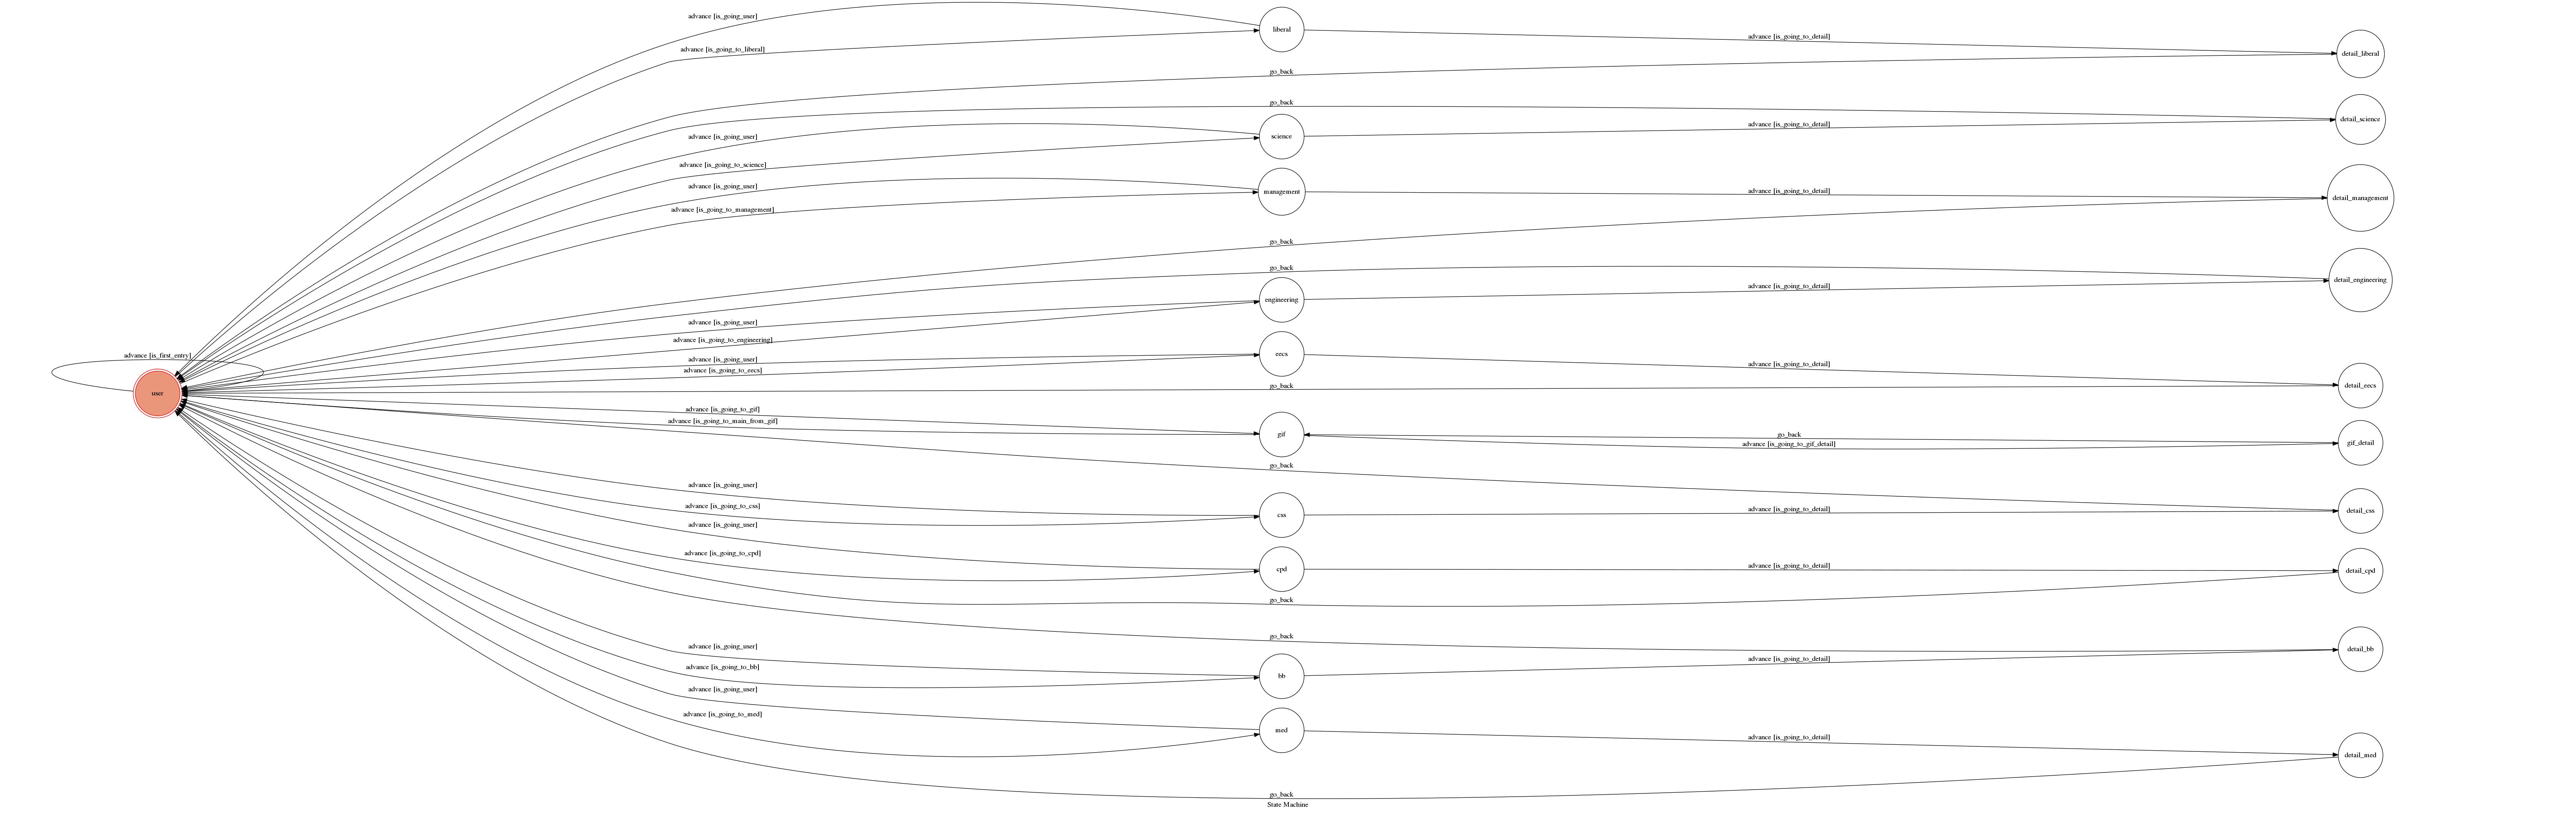 advance [is_going_user]
liberal
advance [is_going_to_detail]
advance [is_going_to_liberal]
detail_liberal
go_back
go_back
detail_science
advance [is_going_to_detail]
advance [is_going_user]
science
advance [is_going_to_science]
advance [is_going_user]
management
advance [is_going_to_detail]
detail_management
advance [is_going_to_management]
go_back
go_back
detail_engineering
advance [is_going_to_detail]
engineering
advance [is_going_user]
advance [is_going_to_engineering]
advance [is_first_entry]
eecs
advance [is_going_user]
advance [is_going_to_detail]
advance [is_going_to_eecs]
go_back
detail_eecs
user
advance [is_going_to_gif]
advance [is_going_to_main_from_gif]
gif
go_back
advance [is_going_to_gif_detail]
gif_detail
go_back
advance [is_going_user]
advance [is_going_to_css]
css
advance [is_going_to_detail]
detail_css
advance [is_going_user]
advance [is_going_to_cpd]
cpd
advance [is_going_to_detail]
detail_cpd
go_back
go_back
advance [is_going_user]
detail_bb
advance [is_going_to_detail]
advance [is_going_to_bb]
bb
advance [is_going_user]
advance [is_going_to_med]
med
advance [is_going_to_detail]
detail_med
go_back
State Machine